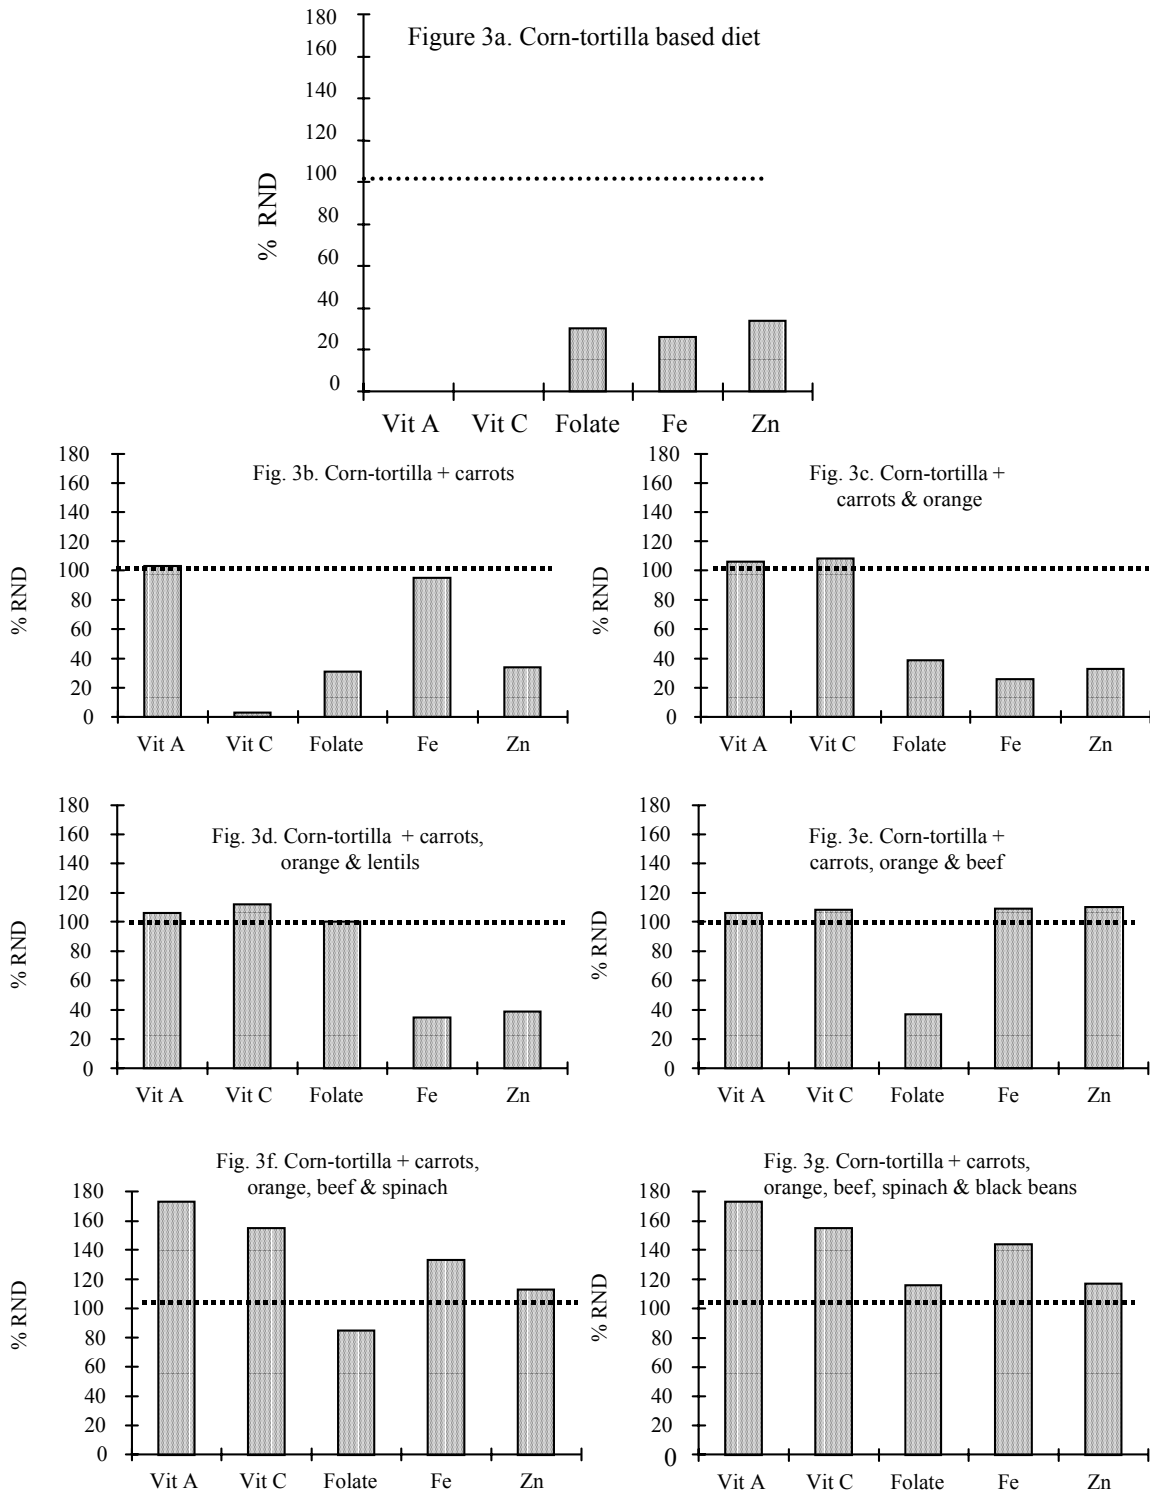 Figure 3a. Corn-tortilla based diet
180
160
140
120
100
80
60
40
20
0
% RND
Vit A Vit C Folate Fe Zn
Fig. 3b. Corn-tortilla + carrots
180
160
140
120
100
80
60
40
20
0
% RND
Vit A Vit C Folate Fe Zn
Fig. 3c. Corn-tortilla +
carrots & orange
180
160
140
120
100
80
60
40
20
0
% RND
Vit A Vit C Folate Fe Zn
Fig. 3d. Corn-tortilla + carrots,
orange & lentils
180
160
140
120
100
80
60
40
20
0
% RND
Vit A Vit C Folate Fe Zn
Fig. 3e. Corn-tortilla +
carrots, orange & beef
180
160
140
120
100
80
60
40
20
0
% RND
Vit A Vit C Folate Fe Zn
Fig. 3f. Corn-tortilla + carrots,
orange, beef & spinach
180
160
140
120
100
80
60
40
20
0
% RND
Vit A Vit C Folate Fe Zn
Fig. 3g. Corn-tortilla + carrots,
orange, beef, spinach & black beans
180
160
140
120
100
80
60
40
20
0
% RND
Vit A Vit C Folate Fe Zn